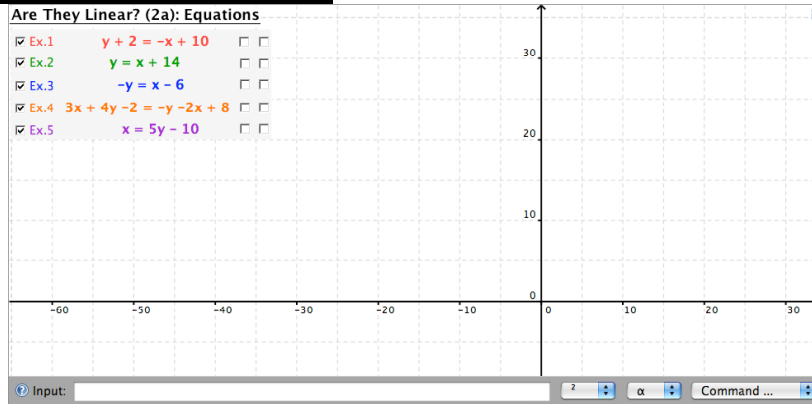 Are They Linear? (2a): Equations
Ex.1 y + 2 = -x + 10
Ex.2 y = x + 14
Ex.3 -y = x - 6
Ex.4 3x + 4y -2 = -y -2x + 8
Ex.5 x = 5y - 10
30
20
10
0
-60 -50 -40 -30 -20 -10 0 10 20 30
Input: 2 α Command ...